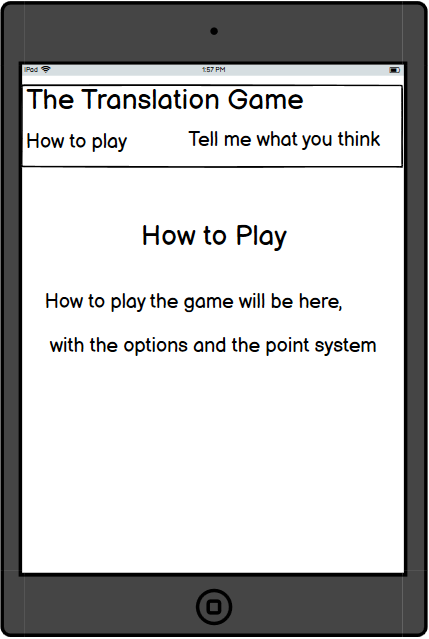 iPod 1:57 PM
The Translation Game
How to play Tell me what you think
How to Play
How to play the game will be here,
with the options and the point system